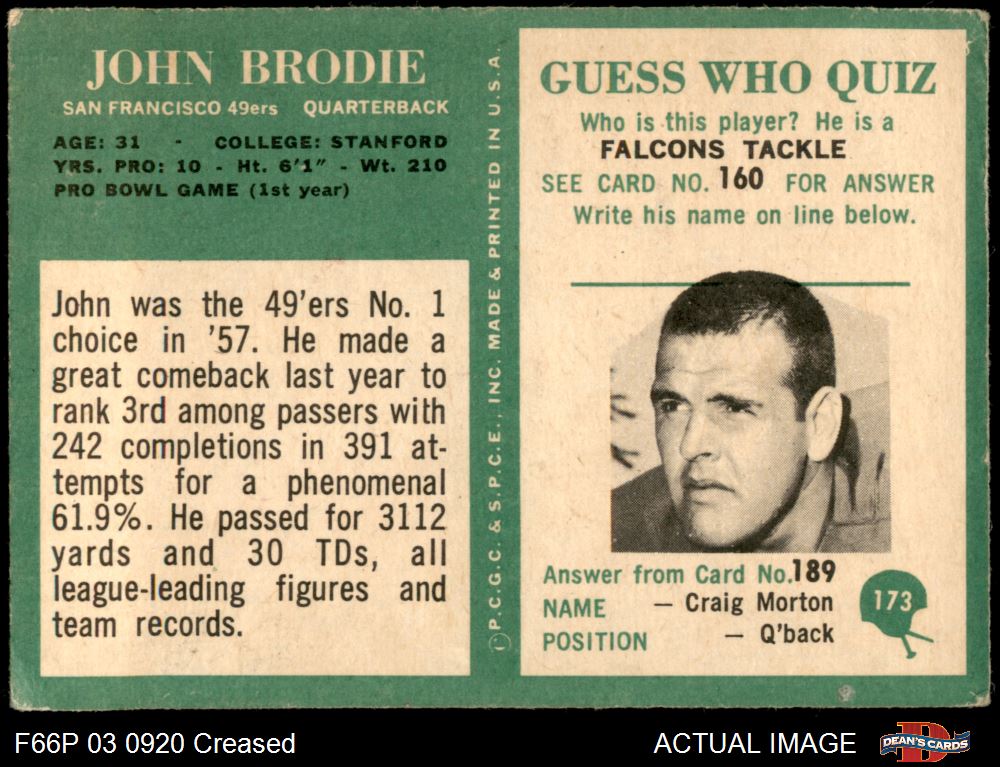 JOHN BRODIE
SAN FRANCISCO 49ers QUARTERBACK
AGE: 31 - COLLEGE: STANFORD
YRS. PRO: 10 - Ht. 6'1" - Wt. 210
PRO BOWL GAME (1st year)
John was the 49'ers No. 1
choice in '57. He made a
great comeback last year to
rank 3rd among passers with
242 completions in 391 at-
tempts for a phenomenal
61.9%. He passed for 3112
yards and 30 TDs, all
league-leading figures and
team records.
©P.C.G.C. & S.P.C.E., INC. MADE & PRINTED IN U.S.A.
GUESS WHO QUIZ
Who is this player? He is a
FALCONS TACKLE
SEE CARD NO. 160 FOR ANSWER
Write his name on line below.
Answer from Card No. 189
NAME — Craig Morton
POSITION — Q'back
173
F66P 03 0920 Creased
ACTUAL IMAGE
D
DEAN'S CARDS